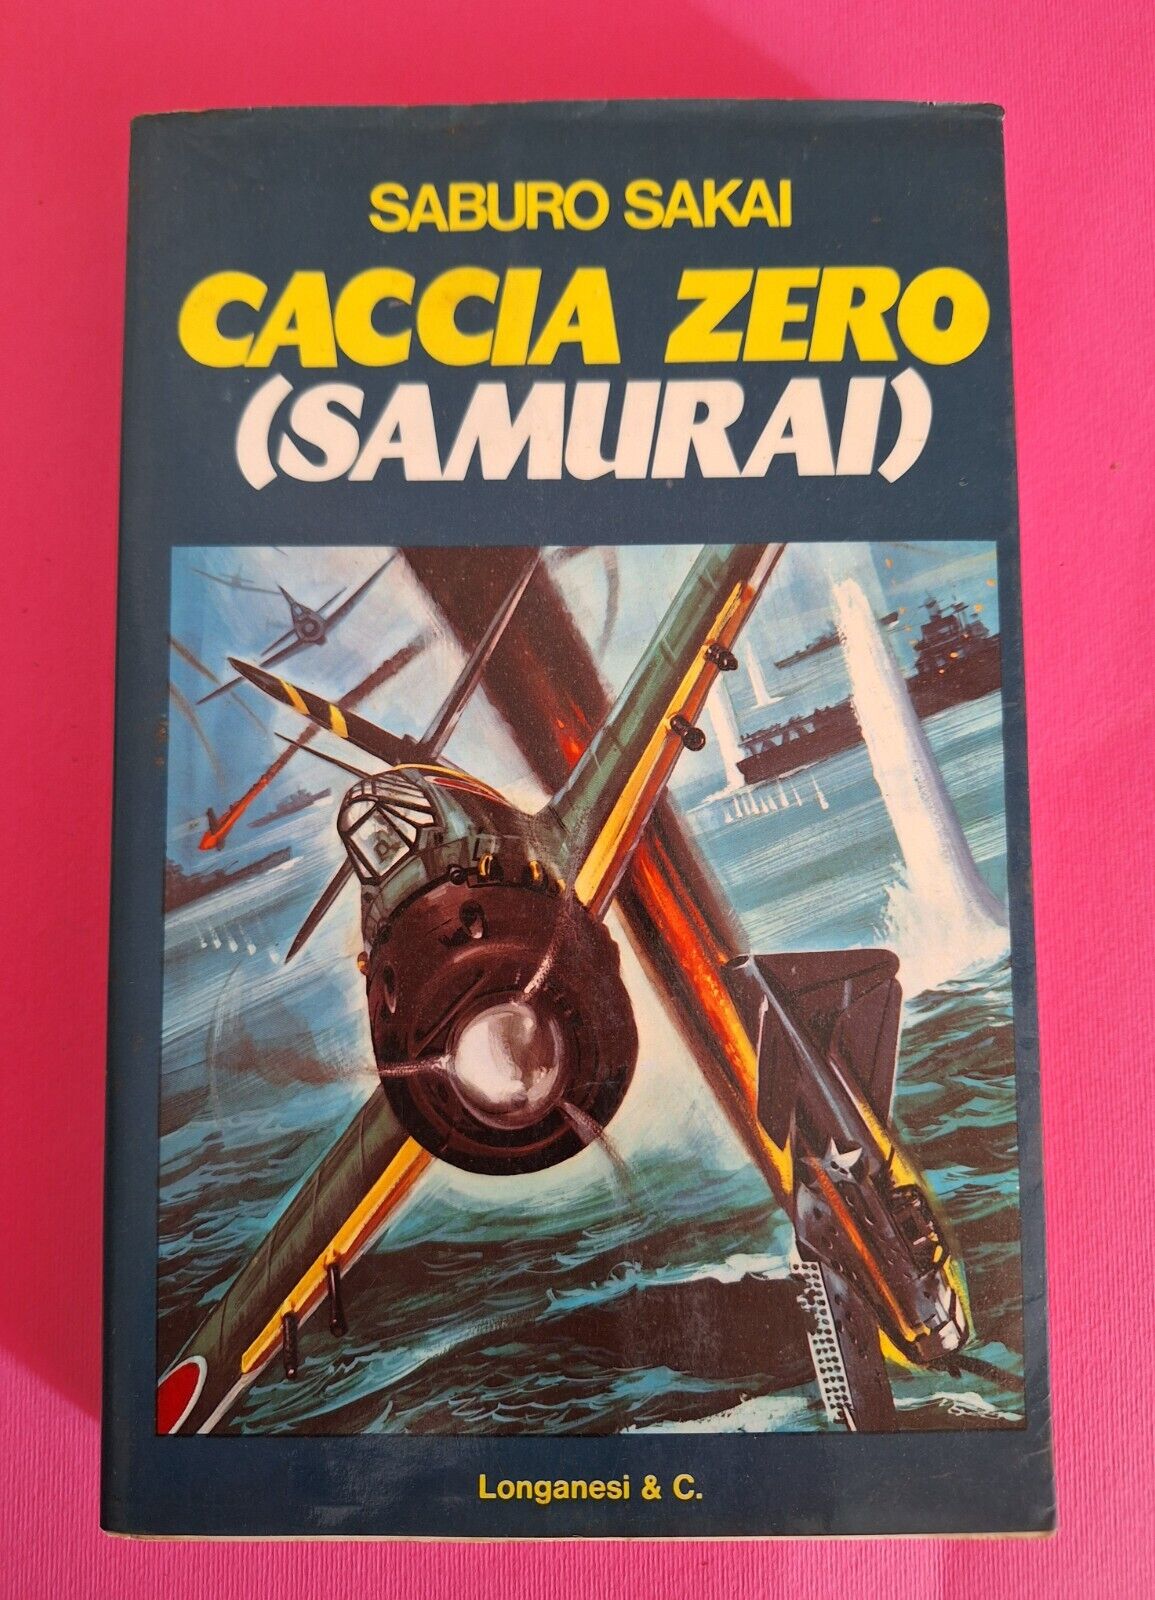 SABURO SAKAI
CACCIA ZERO
(SAMURAI)
Longanesi & C.